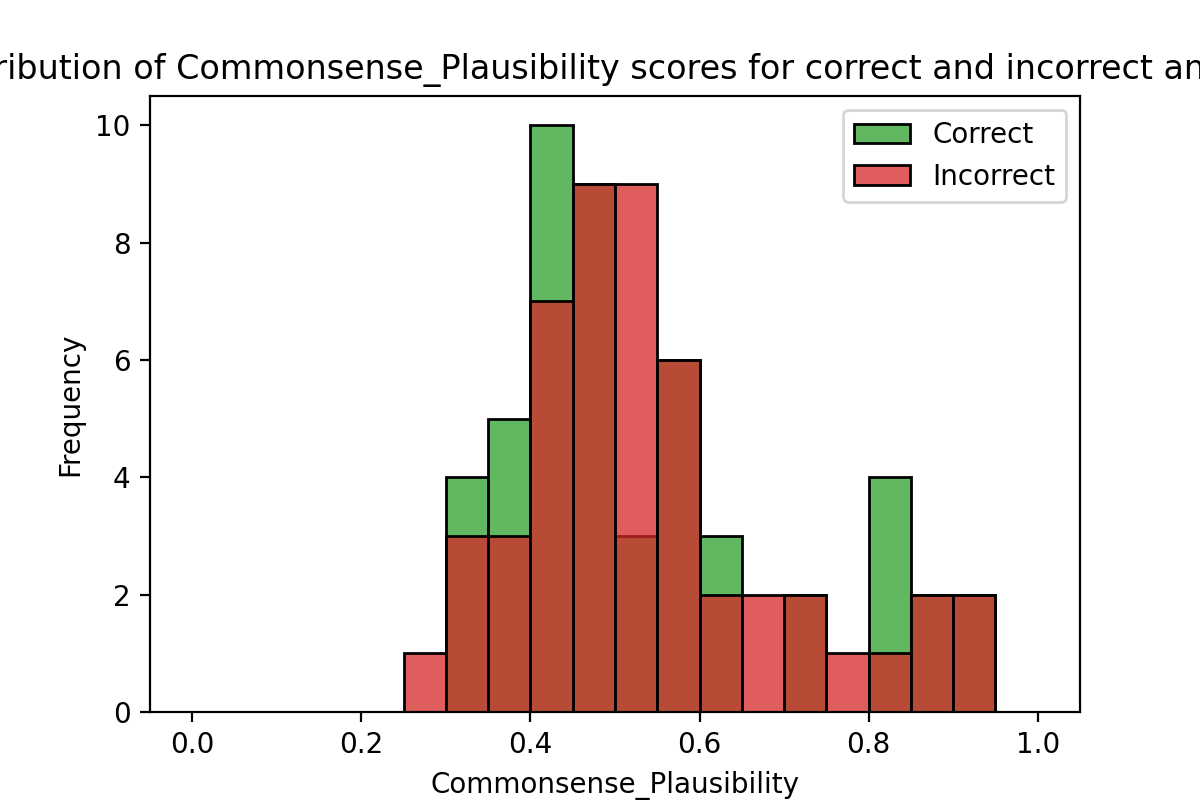 ribution of Commonsense_Plausibility scores for correct and incorrect an
Correct
Incorrect
10
8
6
4
2
0
Frequency
0.0 0.2 0.4 0.6 0.8 1.0
Commonsense_Plausibility